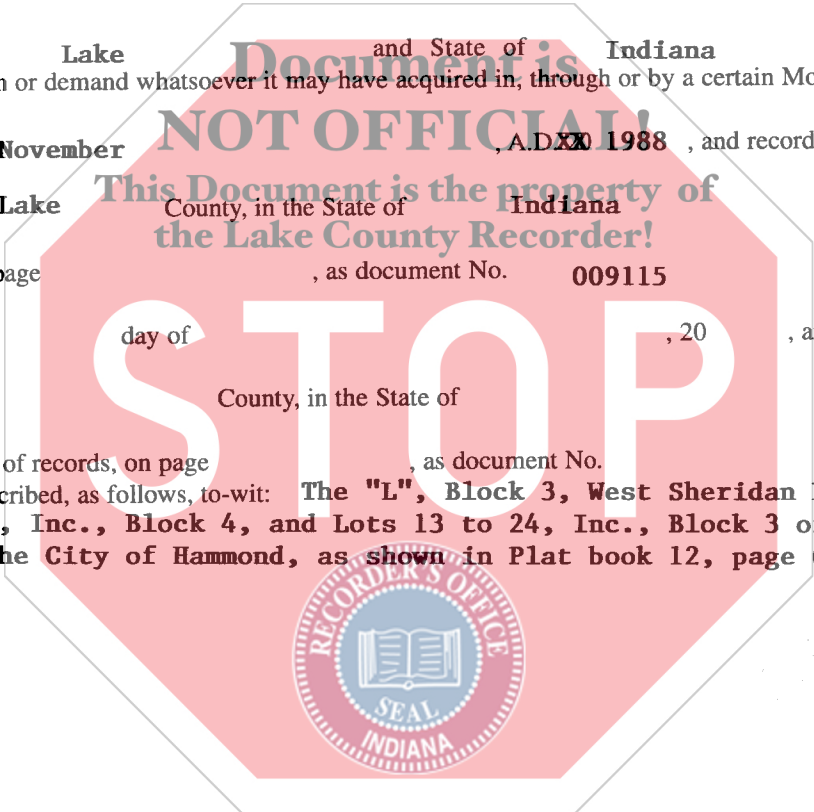 Lake and State of Indiana
Document is
or demand whatsoever it may have acquired in, through or by a certain
NOT OFFICIAL!
November , A.D. XX 1988 , and record
This Document is the property of
Lake County, in the State of Indiana
the Lake County Recorder!
page , as document No. 009115
STOP
day of , 20 , a
County, in the State of
of records, on page , as document No.
cribed, as follows, to-wit: The "L", Block 3, West Sheridan
, Inc., Block 4, and Lots 13 to 24, Inc., Block 3 o
he City of Hammond, as shown in Plat book 12, page
RECORDER'S OFFICE
SEAL
INDIANA